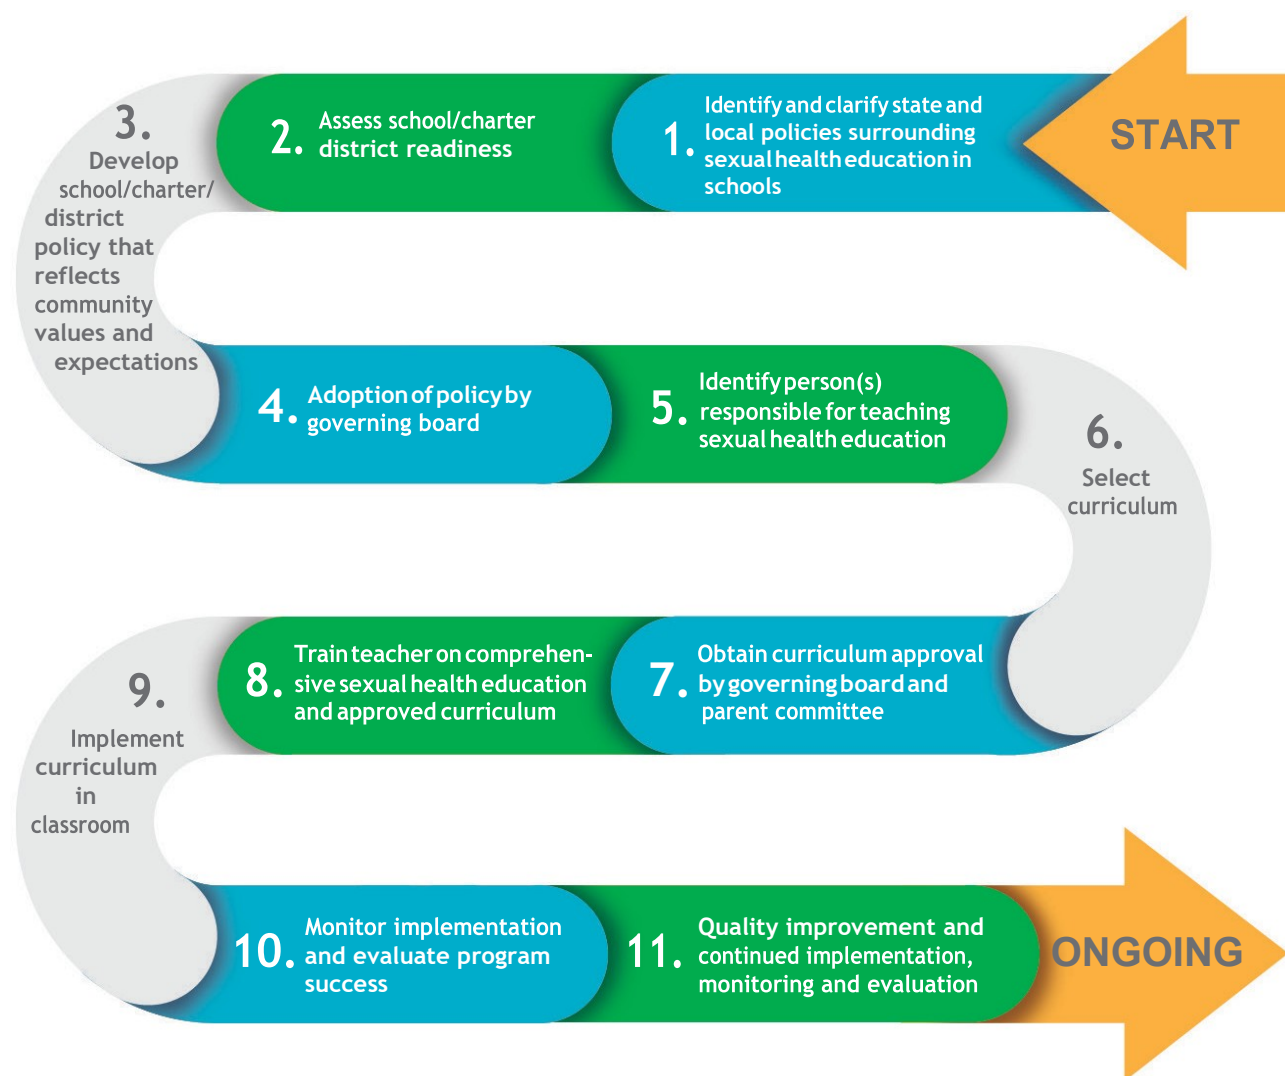 START
1.
Identify and clarify state and
local policies surrounding
sexual health education in
schools
2.
Assess school/charter
district readiness
3.
Develop
school/charter/
district
policy that
reflects
community
values and
expectations
4.
Adoption of policy by
governing board
5.
Identify person(s)
responsible for teaching
sexual health education
6.
Select
curriculum
7.
Obtain curriculum approval
by governing board and
parent committee
8.
Train teacher on comprehen-
sive sexual health education
and approved curriculum
9.
Implement
curriculum
in
classroom
10.
Monitor implementation
and evaluate program
success
11.
Quality improvement and
continued implementation,
monitoring and evaluation
ONGOING